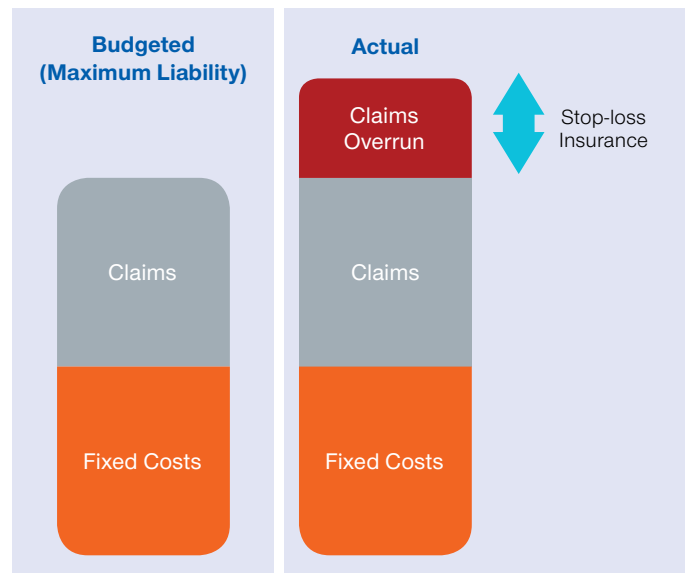 Budgeted
(Maximum Liability)
Claims
Fixed Costs
Actual
Claims
Overrun
Stop-loss
Insurance
Claims
Fixed Costs